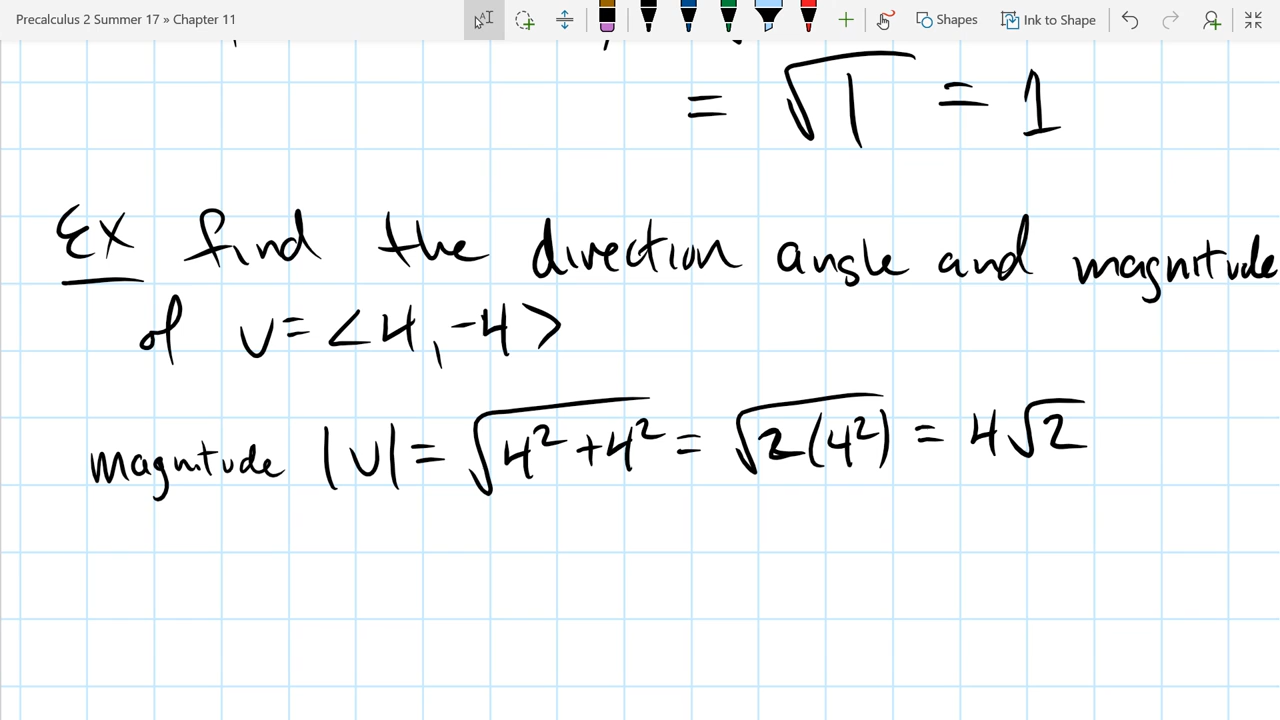 Precalculus 2 Summer 17 » Chapter 11 Shapes Ink to Shape
= √1 = 1
Ex find the direction angle and magnitude
of v = <4, -4>
magnitude |v| = √4²+4² = √2(4²) = 4√2